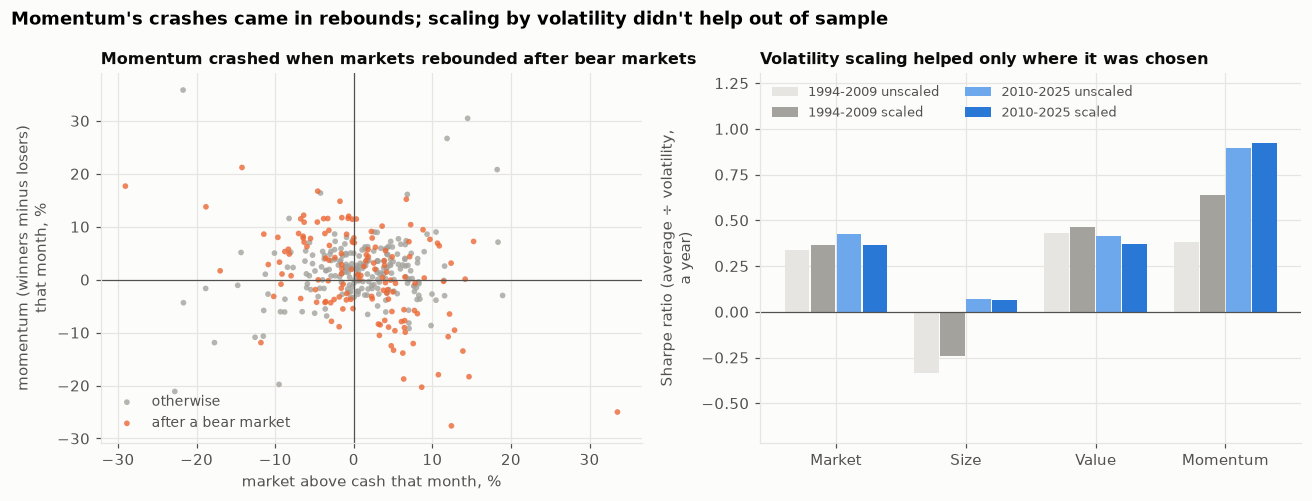 Momentum's crashes came in rebounds; scaling by volatility didn't help out of sample
Momentum crashed when markets rebounded after bear markets
momentum (winners minus losers)
that month, %
30
20
10
0
−10
−20
−30
otherwise
after a bear market
−30
−20
−10
0
10
20
30
market above cash that month, %
Volatility scaling helped only where it was chosen
Sharpe ratio (average ÷ volatility,
a year)
1.25
1.00
0.75
0.50
0.25
0.00
−0.25
−0.50
1994-2009 unscaled
1994-2009 scaled
2010-2025 unscaled
2010-2025 scaled
Market
Size
Value
Momentum